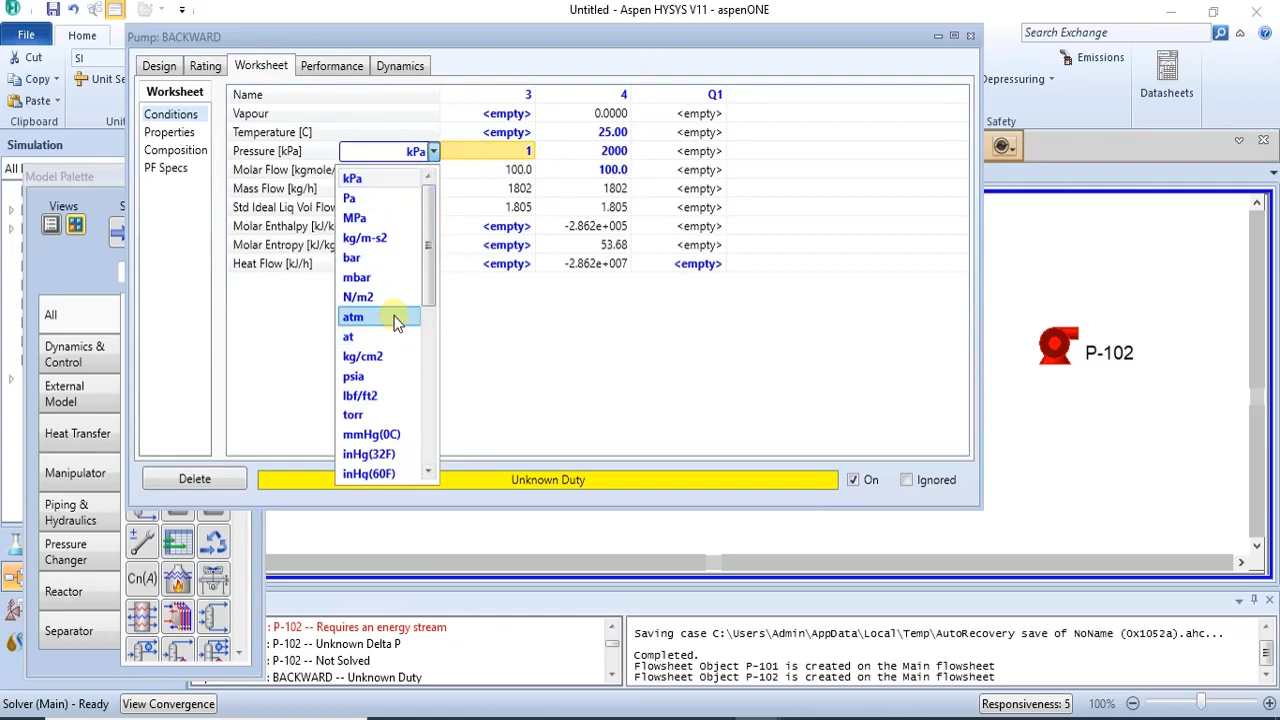 Untitled - Aspen HYSYS V11 - aspenONE
File
Home
SI
Search Exchange
Cut
Copy
Paste
Clipboard
Unit Se
Unit
Emissions
Depressuring
Datasheets
Safety
Simulation
All I
Model Palette
Views
S
All
Dynamics &
Control
External
Model
Heat Transfer
Manipulator
Piping &
Hydraulics
Pressure
Changer
Reactor
Separator
Cn(A)
Pump: BACKWARD
Design
Rating
Worksheet
Performance
Dynamics
Worksheet
Conditions
Properties
Composition
PF Specs
Name 3 4 Q1
Vapour <empty> 0.0000 <empty>
Temperature [C] <empty> 25.00 <empty>
Pressure [kPa] kPa 1 2000 <empty>
Molar Flow [kgmole/ 100.0 100.0 <empty>
Mass Flow [kg/h] 1802 1802 <empty>
Std Ideal Liq Vol Flow 1.805 1.805 <empty>
Molar Enthalpy [kJ/k <empty> -2.862e+005 <empty>
Molar Entropy [kJ/kg <empty> 53.68 <empty>
Heat Flow [kJ/h] <empty> -2.862e+007 <empty>
kPa
Pa
MPa
kg/m-s2
bar
mbar
N/m2
atm
at
kg/cm2
psia
lbf/ft2
torr
mmHg(0C)
inHg(32F)
inHg(60F)
Delete
Unknown Duty
On
Ignored
P-102
: P-102 -- Requires an energy stream
: P-102 -- Unknown Delta P
: P-102 -- Not Solved
: BACKWARD -- Unknown Duty
Saving case C:\Users\Admin\AppData\Local\Temp\AutoRecovery save of NoName (0x1052a).ahc...
Completed.
Flowsheet Object P-101 is created on the Main flowsheet
Flowsheet Object P-102 is created on the Main flowsheet
Solver (Main) - Ready
View Convergence
Responsiveness: 5
100%